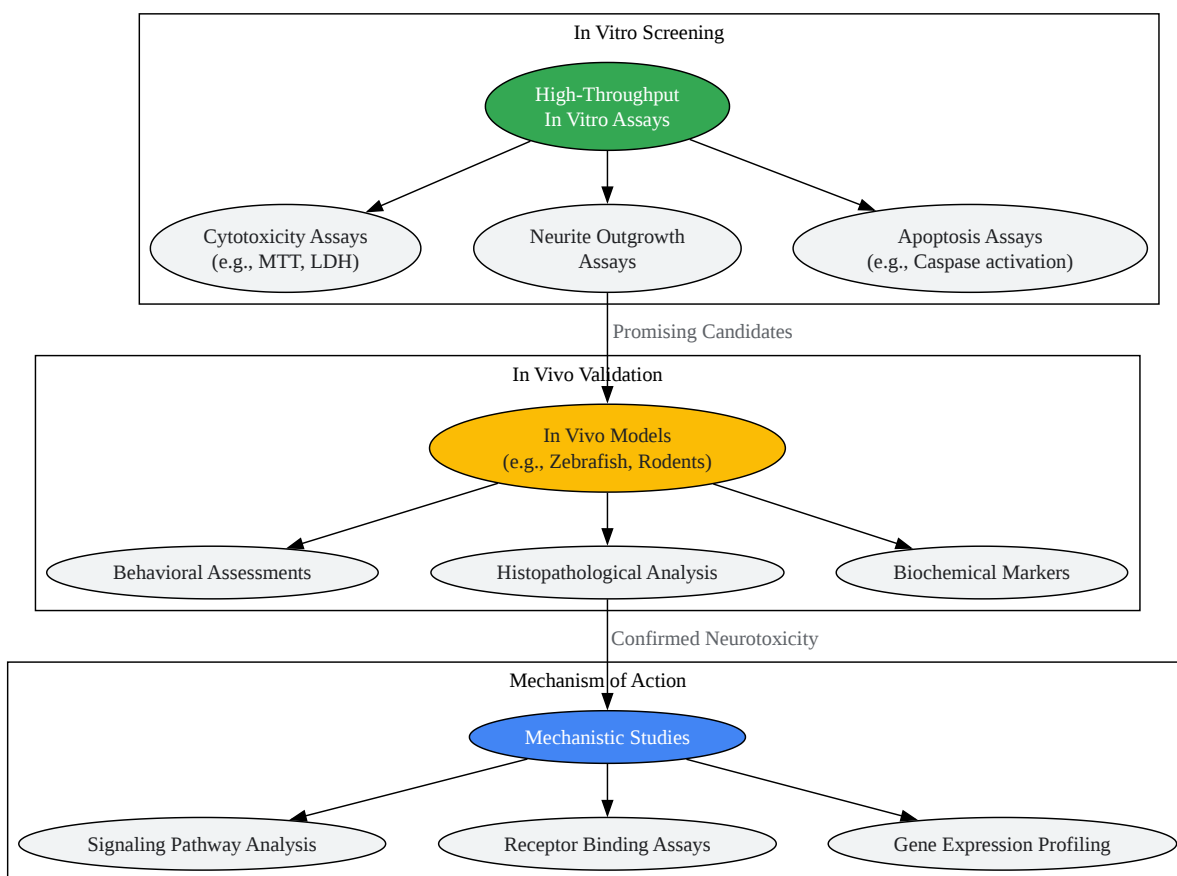 In Vitro Screening
High-Throughput
In Vitro Assays
Cytotoxicity Assays
(e.g., MTT, LDH)
Neurite Outgrowth
Assays
Apoptosis Assays
(e.g., Caspase activation)
Promising Candidates
In Vivo Validation
In Vivo Models
(e.g., Zebrafish, Rodents)
Behavioral Assessments
Histopathological Analysis
Biochemical Markers
Confirmed Neurotoxicity
Mechanism of Action
Mechanistic Studies
Signaling Pathway Analysis
Receptor Binding Assays
Gene Expression Profiling